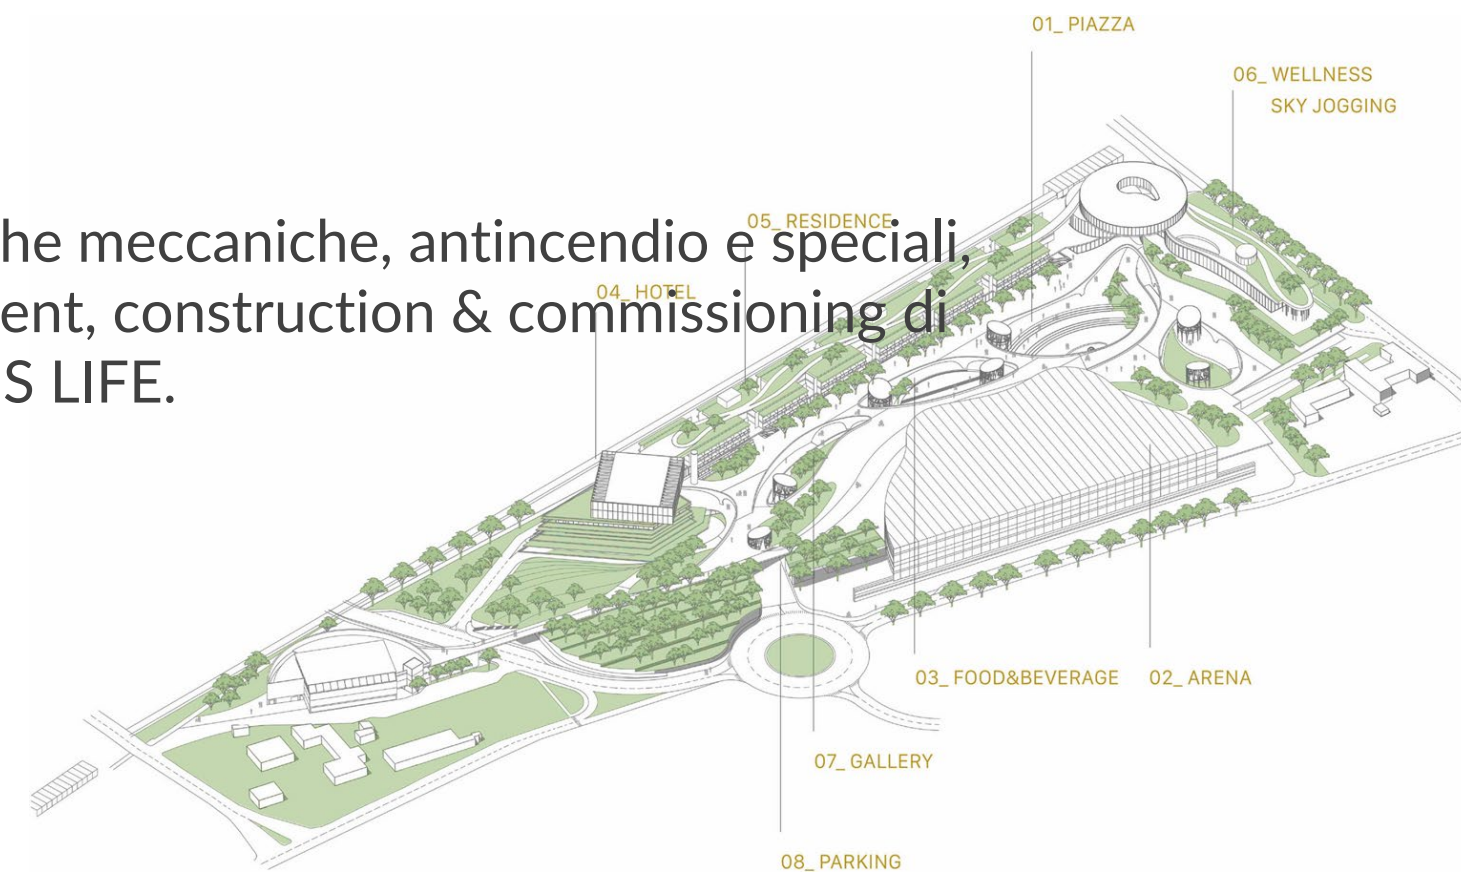 01_ PIAZZA
06_ WELLNESS
SKY JOGGING
05_ RESIDENCE
he meccaniche, antincendio e speciali,
04_ HOTEL
ent, construction & commissioning di
S LIFE.
03_ FOOD&BEVERAGE
02_ ARENA
07_ GALLERY
08_ PARKING